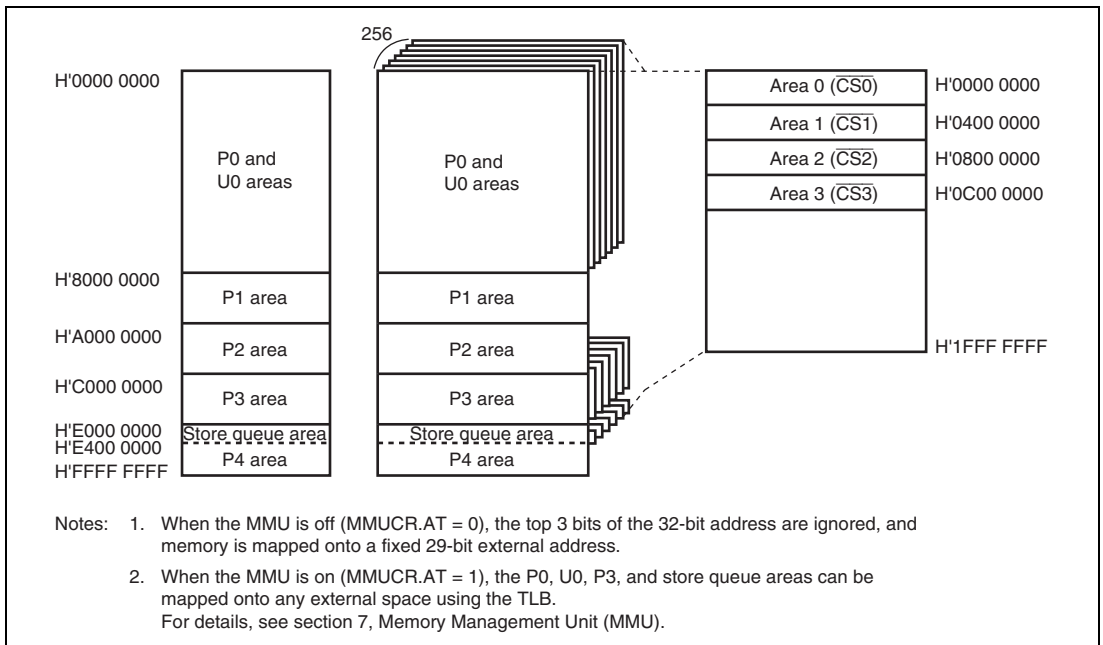 256
H'0000 0000
P0 and
U0 areas
P0 and
U0 areas
Area 0 (C̅S̅0̅)
H'0000 0000
Area 1 (C̅S̅1̅)
H'0400 0000
Area 2 (C̅S̅2̅)
H'0800 0000
Area 3 (C̅S̅3̅)
H'0C00 0000
H'1FFF FFFF
H'8000 0000
P1 area
P1 area
H'A000 0000
P2 area
P2 area
H'C000 0000
P3 area
P3 area
H'E000 0000
Store queue area
Store queue area
H'E400 0000
P4 area
P4 area
H'FFFF FFFF
Notes: 1. When the MMU is off (MMUCR.AT = 0), the top 3 bits of the 32-bit address are ignored, and
memory is mapped onto a fixed 29-bit external address.
2. When the MMU is on (MMUCR.AT = 1), the P0, U0, P3, and store queue areas can be
mapped onto any external space using the TLB.
For details, see section 7, Memory Management Unit (MMU).